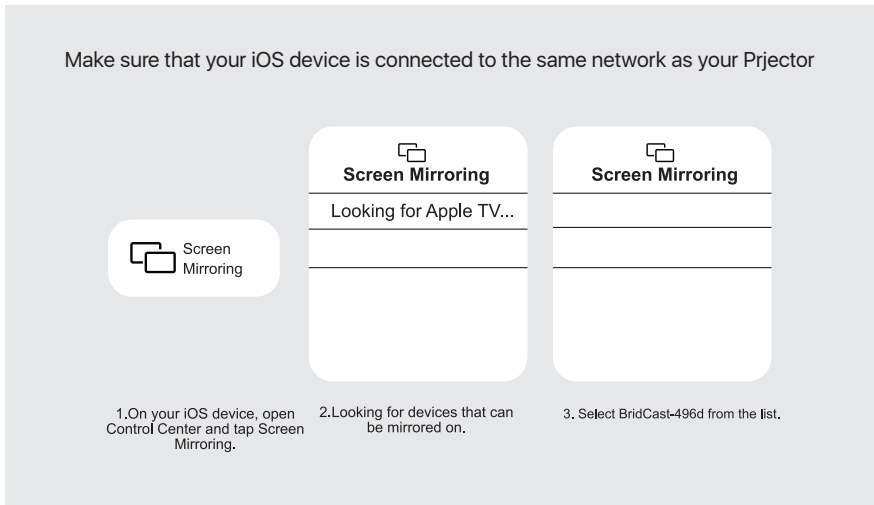 Make sure that your iOS device is connected to the same network as your Prjector
Screen
Mirroring
Screen Mirroring
Looking for Apple TV...
Screen Mirroring
1.On your iOS device, open
Control Center and tap Screen
Mirroring.
2.Looking for devices that can
be mirrored on.
3. Select BridCast-496d from the list.